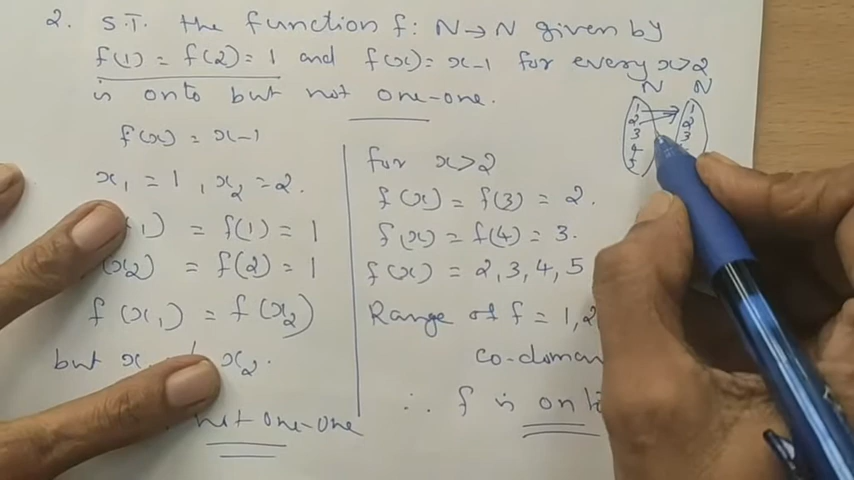 2. S.T. the function f: N→N given by
f(1) = f(2) = 1 and f(x) = x-1 for every x>2
is onto but not one-one.
N N
1 1
2 2
3 3
4
5
f(x) = x-1
x₁ = 1, x₂ = 2.
₁) = f(1) = 1
(x₂) = f(2) = 1
f(x₁) = f(x₂)
but x₂.
not one-one
for x>2
f(x) = f(3) = 2.
f(x) = f(4) = 3.
f(x) = 2, 3, 4, 5
Range of f = 1, 2
co-doman
∴ f is